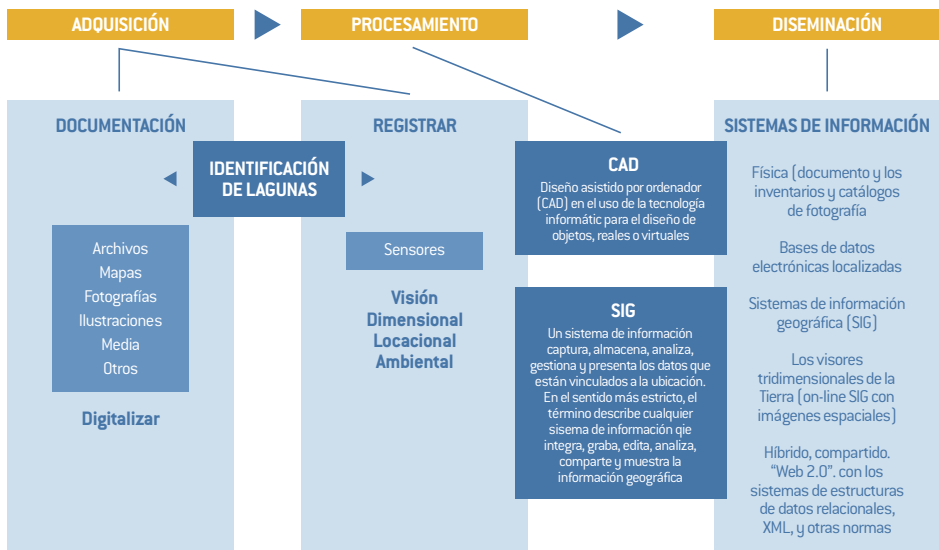 ADQUISICIÓN
PROCESAMIENTO
DISEMINACIÓN
DOCUMENTACIÓN
IDENTIFICACIÓN
DE LAGUNAS
Archivos
Mapas
Fotografías
Ilustraciones
Media
Otros
Digitalizar
REGISTRAR
Sensores
Visión
Dimensional
Locacional
Ambiental
CAD
Diseño asistido por ordenador
(CAD) en el uso de la tecnología
informátic para el diseño de
objetos, reales o virtuales
SIG
Un sistema de información
captura, almacena, analiza,
gestiona y presenta los datos que
están vinculados a la ubicación.
En el sentido más estricto, el
término describe cualquier
sisema de información qie
integra, graba, edita, analiza,
comparte y muestra la
información geográfica
SISTEMAS DE INFORMACIÓN
Física (documento y los
inventarios y catálogos
de fotografía
Bases de datos
electrónicas localizadas
Sistemas de información
geográfica (SIG)
Los visores
tridimensionales de la
Tierra (on-line SIG con
imágenes espaciales)
Híbrido, compartido.
“Web 2.0”. con los
sistemas de estructuras
de datos relacionales,
XML, y otras normas